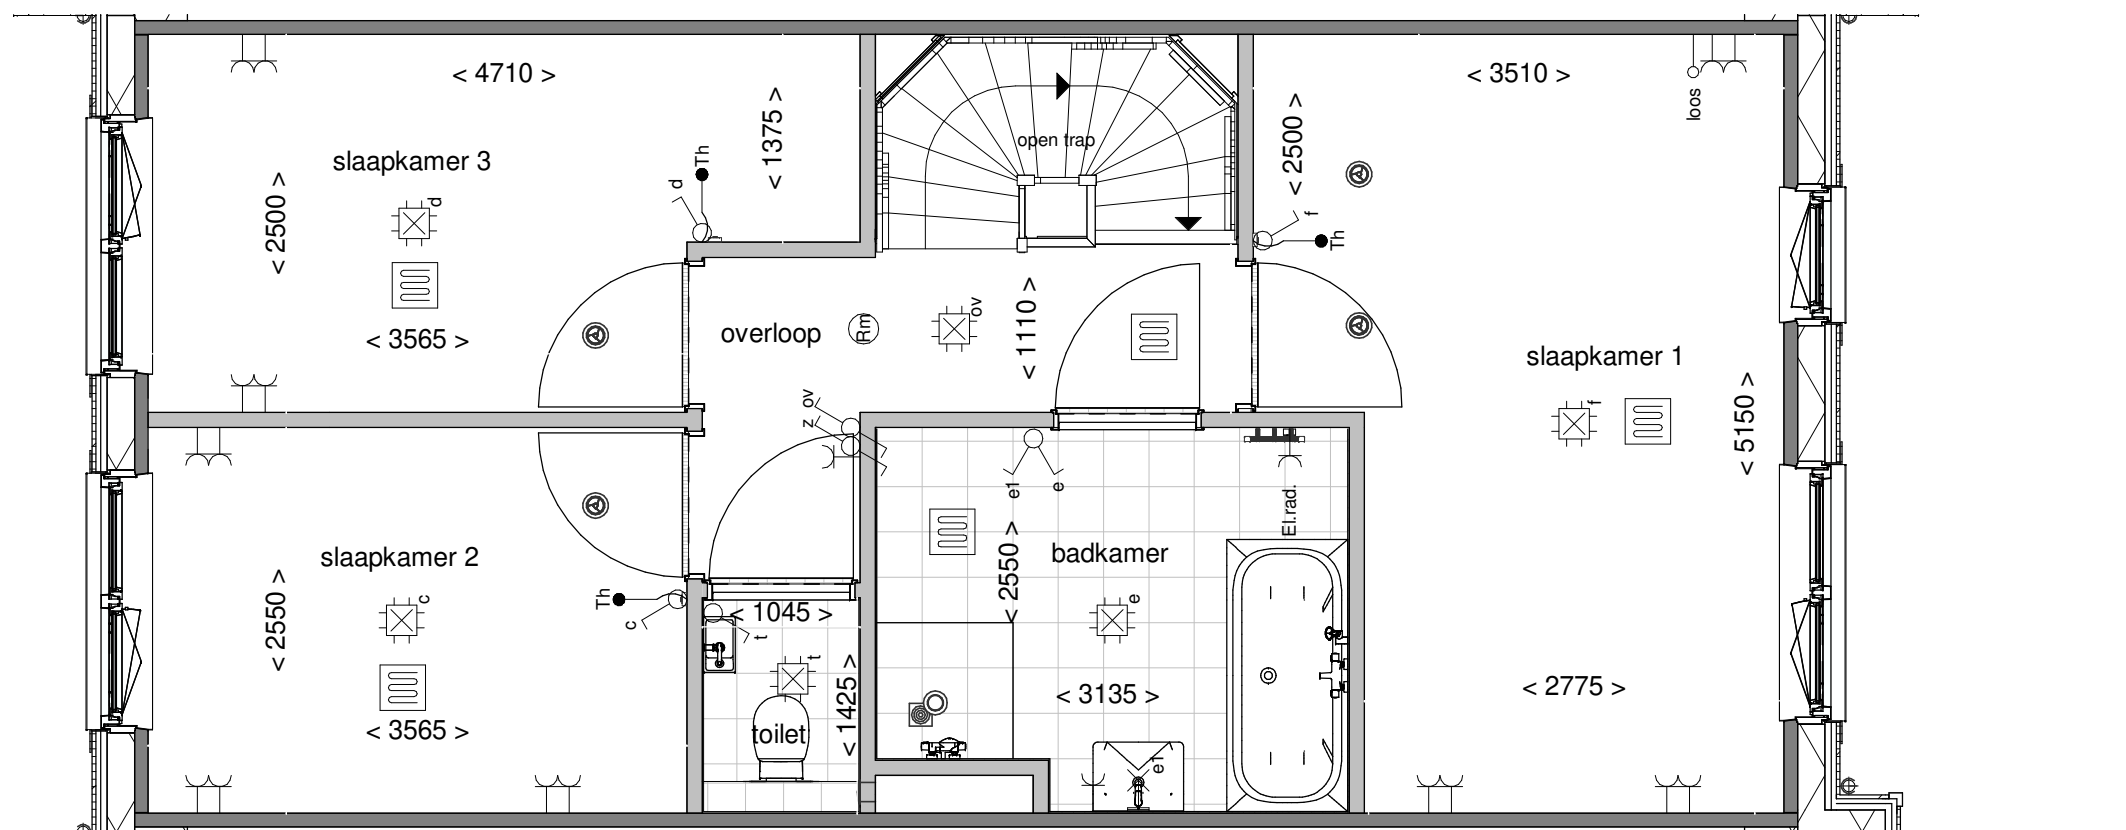 < 4710 >
< 1375 >
slaapkamer 3
< 2500 >
d
Th
d
< 3565 >
open trap
< 2500 >
< 3510 >
loos
f
Th
overloop
Rm
ov
< 1110 >
slaapkamer 1
f
< 5150 >
< 2775 >
ov
z
slaapkamer 2
< 2550 >
c
Th
c
< 3565 >
< 1045 >
t
t
< 1425 >
toilet
e1
e
El.rad.
< 2550 >
badkamer
e
< 3135 >
e1